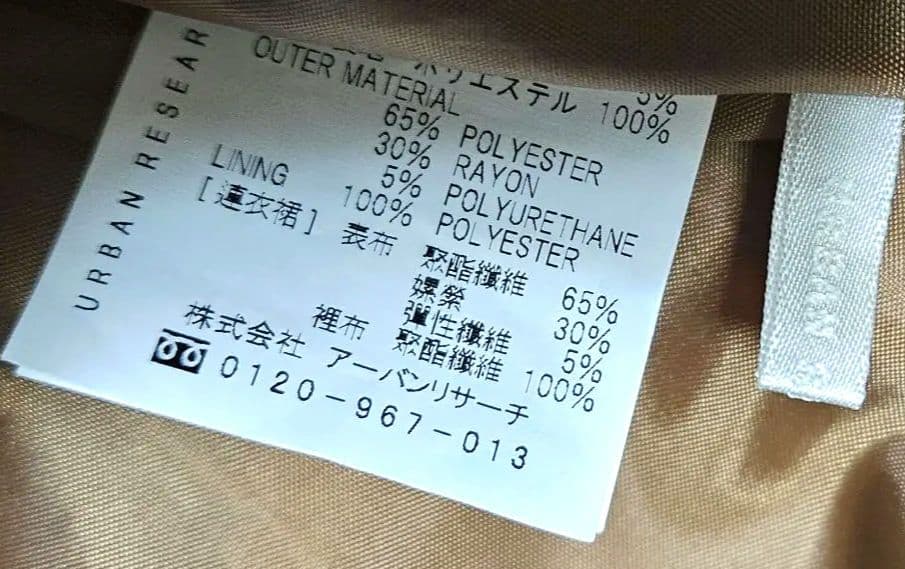 ポリエステル 100%
OUTER MATERIAL
65% POLYESTER
30% RAYON
5% POLYURETHANE
LINING 100% POLYESTER
[連衣裙] 表布 聚酯纖維 65%
嫘縈 30%
彈性纖維 5%
裡布 聚酯纖維 100%
株式会社 アーバンリサーチ
0120-967-013
URBAN RESEAR